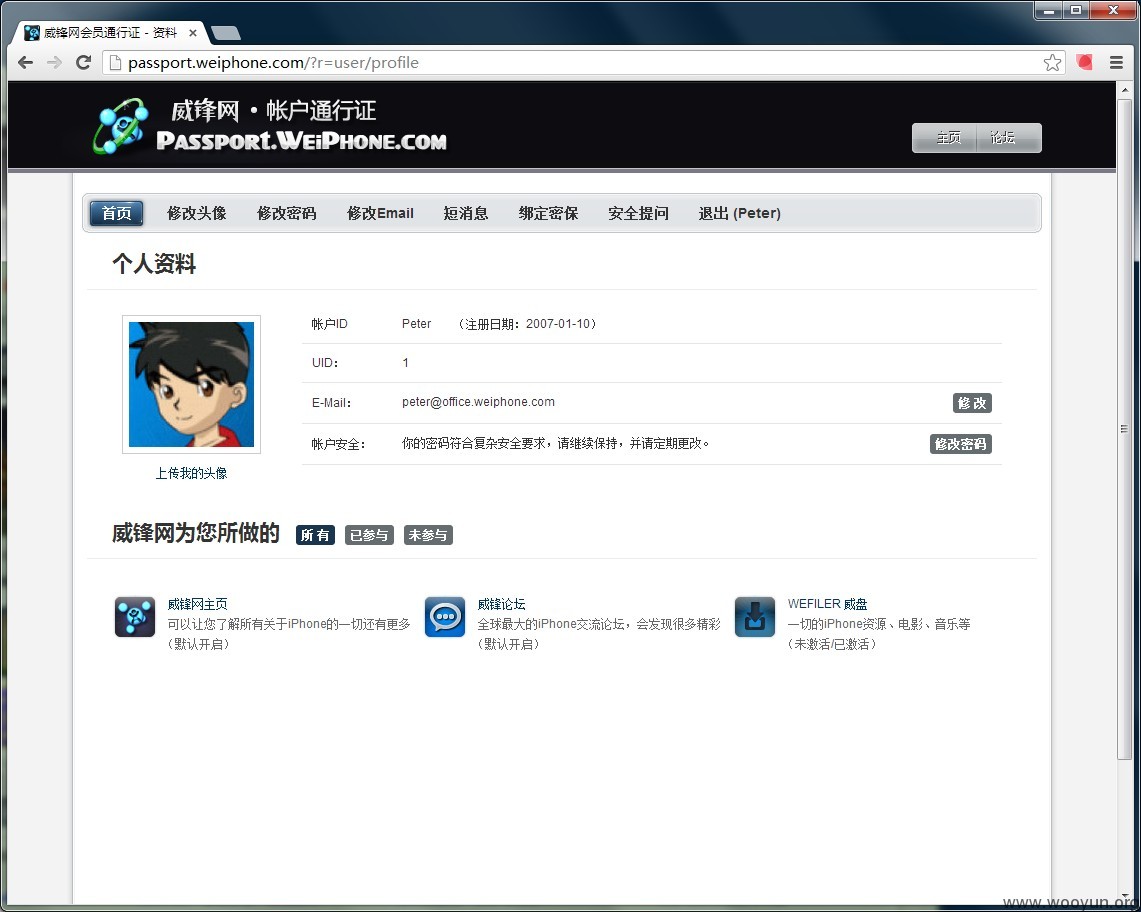 威锋网会员通行证 - 资料
passport.weiphone.com/?r=user/profile
威锋网·帐户通行证
PASSPORT.WEIPHONE.COM
主页 论坛
首页 修改头像 修改密码 修改Email 短消息 绑定密保 安全提问 退出 (Peter)
个人资料
帐户ID Peter （注册日期：2007-01-10）
UID： 1
E-Mail： peter@office.weiphone.com 修 改
帐户安全： 你的密码符合复杂安全要求，请继续保持，并请定期更改。 修改密码
上传我的头像
威锋网为您所做的 所 有 已参与 未参与
威锋网主页
可以让您了解所有关于iPhone的一切还有更多
（默认开启）
威锋论坛
全球最大的iPhone交流论坛，会发现很多精彩
（默认开启）
WEFILER 威盘
一切的iPhone资源、电影、音乐等
（未激活/已激活）
www.wooyun.org